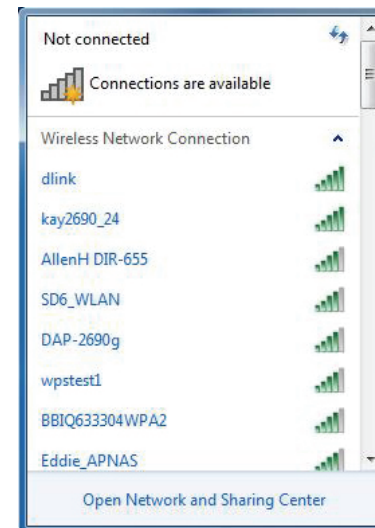 Not connected
Connections are available
Wireless Network Connection
dlink
kay2690_24
AllenH DIR-655
SD6_WLAN
DAP-2690g
wpstest1
BBIQ633304WPA2
Eddie_APNAS
Open Network and Sharing Center